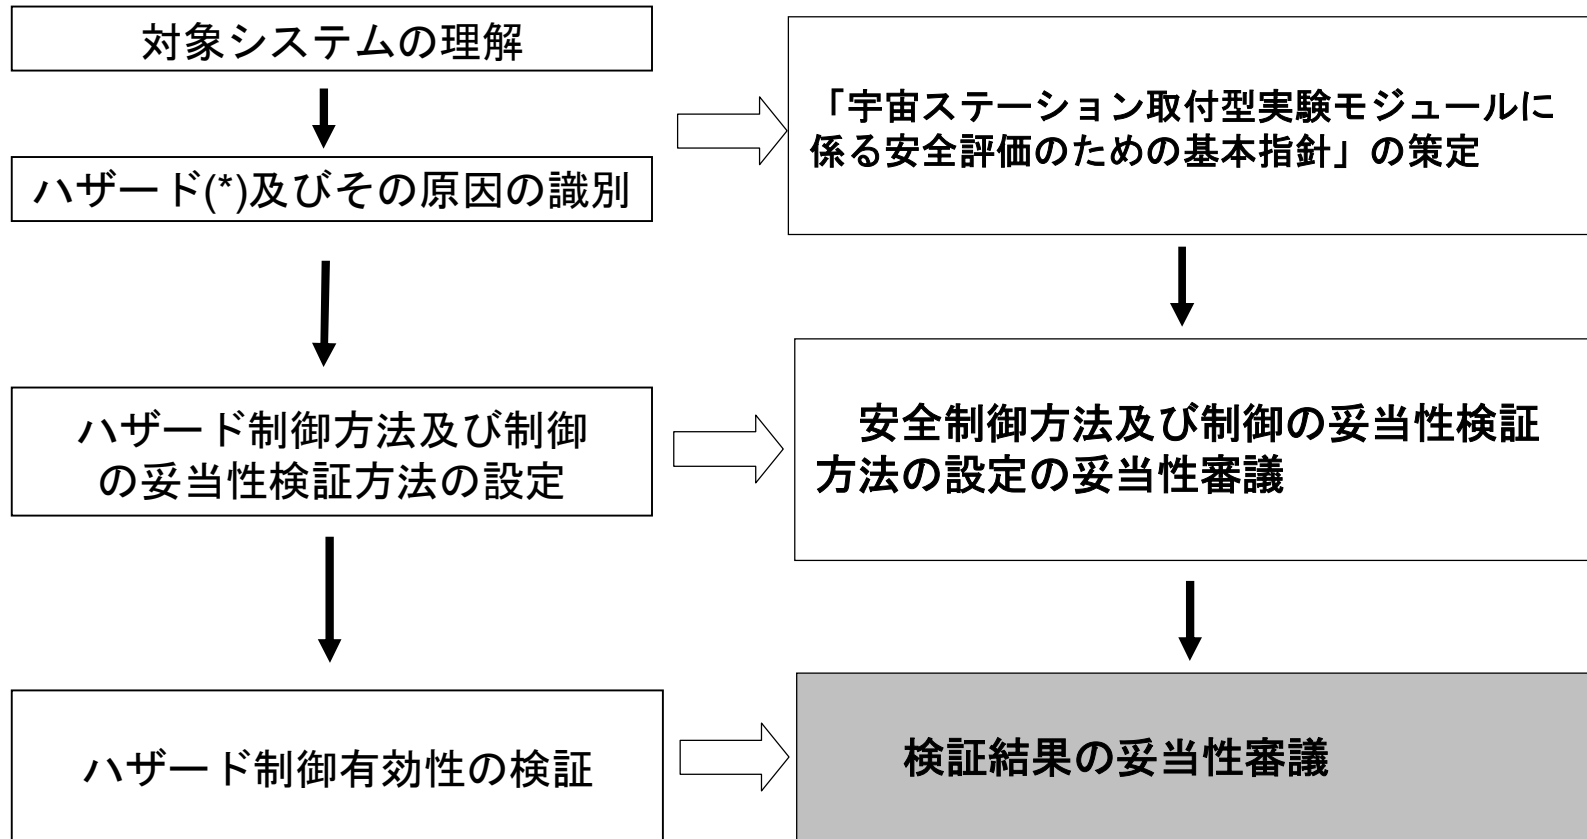 対象システムの理解
ハザード(*)及びその原因の識別
ハザード制御方法及び制御
の妥当性検証方法の設定
ハザード制御有効性の検証
「宇宙ステーション取付型実験モジュールに
係る安全評価のための基本指針」の策定
安全制御方法及び制御の妥当性検証
方法の設定の妥当性審議
検証結果の妥当性審議